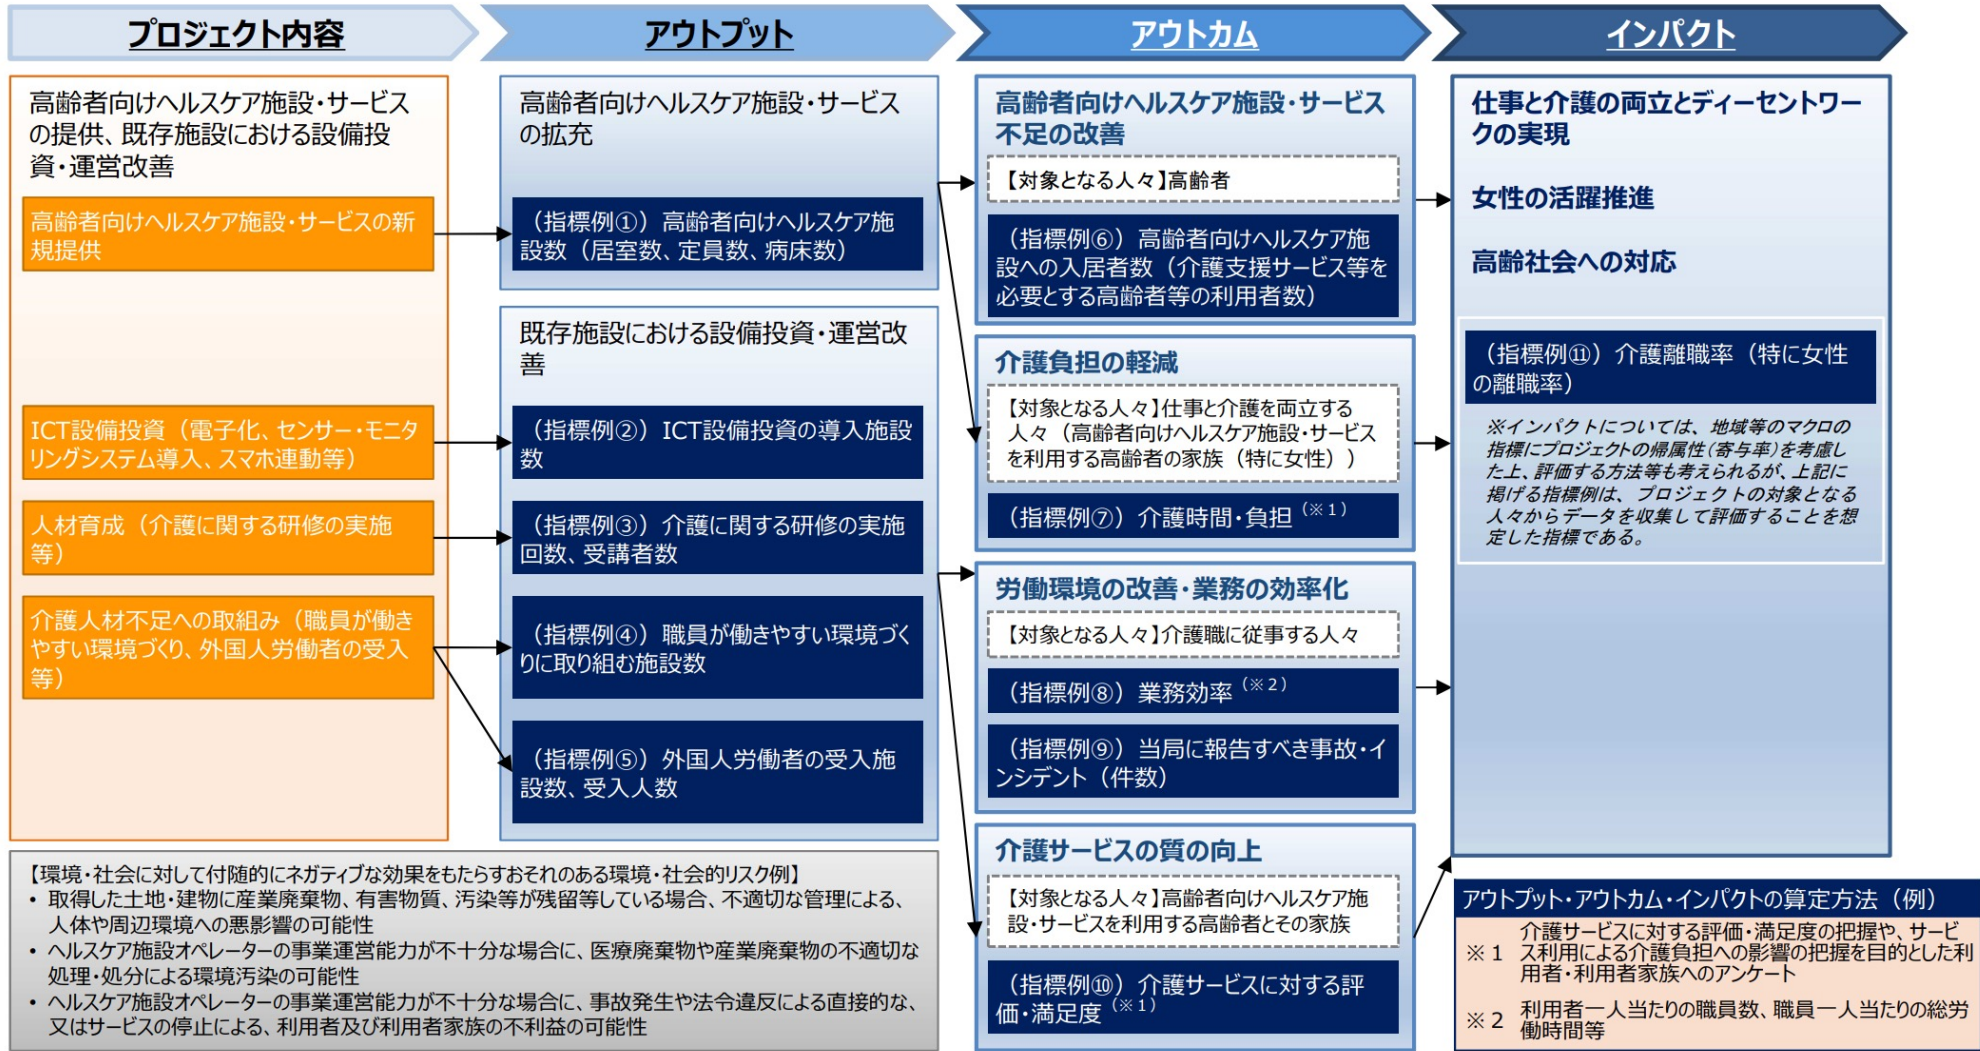 プロジェクト内容
アウトプット
アウトカム
インパクト
高齢者向けヘルスケア施設・サービス
の提供、既存施設における設備投
資・運営改善
高齢者向けヘルスケア施設・サービスの新
規提供
ICT設備投資（電子化、センサー・モニタ
リングシステム導入、スマホ連動等）
人材育成（介護に関する研修の実施
等）
介護人材不足への取組み（職員が働き
やすい環境づくり、外国人労働者の受入
等）
高齢者向けヘルスケア施設・サービス
の拡充
（指標例①）高齢者向けヘルスケア施
設数（居室数、定員数、病床数）
既存施設における設備投資・運営改
善
（指標例②）ICT設備投資の導入施設
数
（指標例③）介護に関する研修の実施
回数、受講者数
（指標例④）職員が働きやすい環境づく
りに取り組む施設数
（指標例⑤）外国人労働者の受入施
設数、受入人数
高齢者向けヘルスケア施設・サービス
不足の改善
【対象となる人々】高齢者
（指標例⑥）高齢者向けヘルスケア施
設への入居者数（介護支援サービス等を
必要とする高齢者等の利用者数）
介護負担の軽減
【対象となる人々】仕事と介護を両立する
人々（高齢者向けヘルスケア施設・サービス
を利用する高齢者の家族（特に女性））
（指標例⑦）介護時間・負担（※１）
労働環境の改善・業務の効率化
【対象となる人々】介護職に従事する人々
（指標例⑧）業務効率（※２）
（指標例⑨）当局に報告すべき事故・イ
ンシデント（件数）
介護サービスの質の向上
【対象となる人々】高齢者向けヘルスケア施
設・サービスを利用する高齢者とその家族
（指標例⑩）介護サービスに対する評
価・満足度（※１）
仕事と介護の両立とディーセントワー
クの実現
女性の活躍推進
高齢社会への対応
（指標例⑪）介護離職率（特に女性
の離職率）
※インパクトについては、地域等のマクロの
指標にプロジェクトの帰属性（寄与率）を考慮し
た上、評価する方法等も考えられるが、上記に
掲げる指標例は、プロジェクトの対象となる
人々からデータを収集して評価することを想
定した指標である。
【環境・社会に対して付随的にネガティブな効果をもたらすおそれのある環境・社会的リスク例】
• 取得した土地・建物に産業廃棄物、有害物質、汚染等が残留等している場合、不適切な管理による、
人体や周辺環境への悪影響の可能性
• ヘルスケア施設オペレーターの事業運営能力が不十分な場合に、医療廃棄物や産業廃棄物の不適切な
処理・処分による環境汚染の可能性
• ヘルスケア施設オペレーターの事業運営能力が不十分な場合に、事故発生や法令違反による直接的な、
又はサービスの停止による、利用者及び利用者家族の不利益の可能性
アウトプット・アウトカム・インパクトの算定方法（例）
※１ 介護サービスに対する評価・満足度の把握や、サービ
ス利用による介護負担への影響の把握を目的とした利
用者・利用者家族へのアンケート
※２ 利用者一人当たりの職員数、職員一人当たりの総労
働時間等